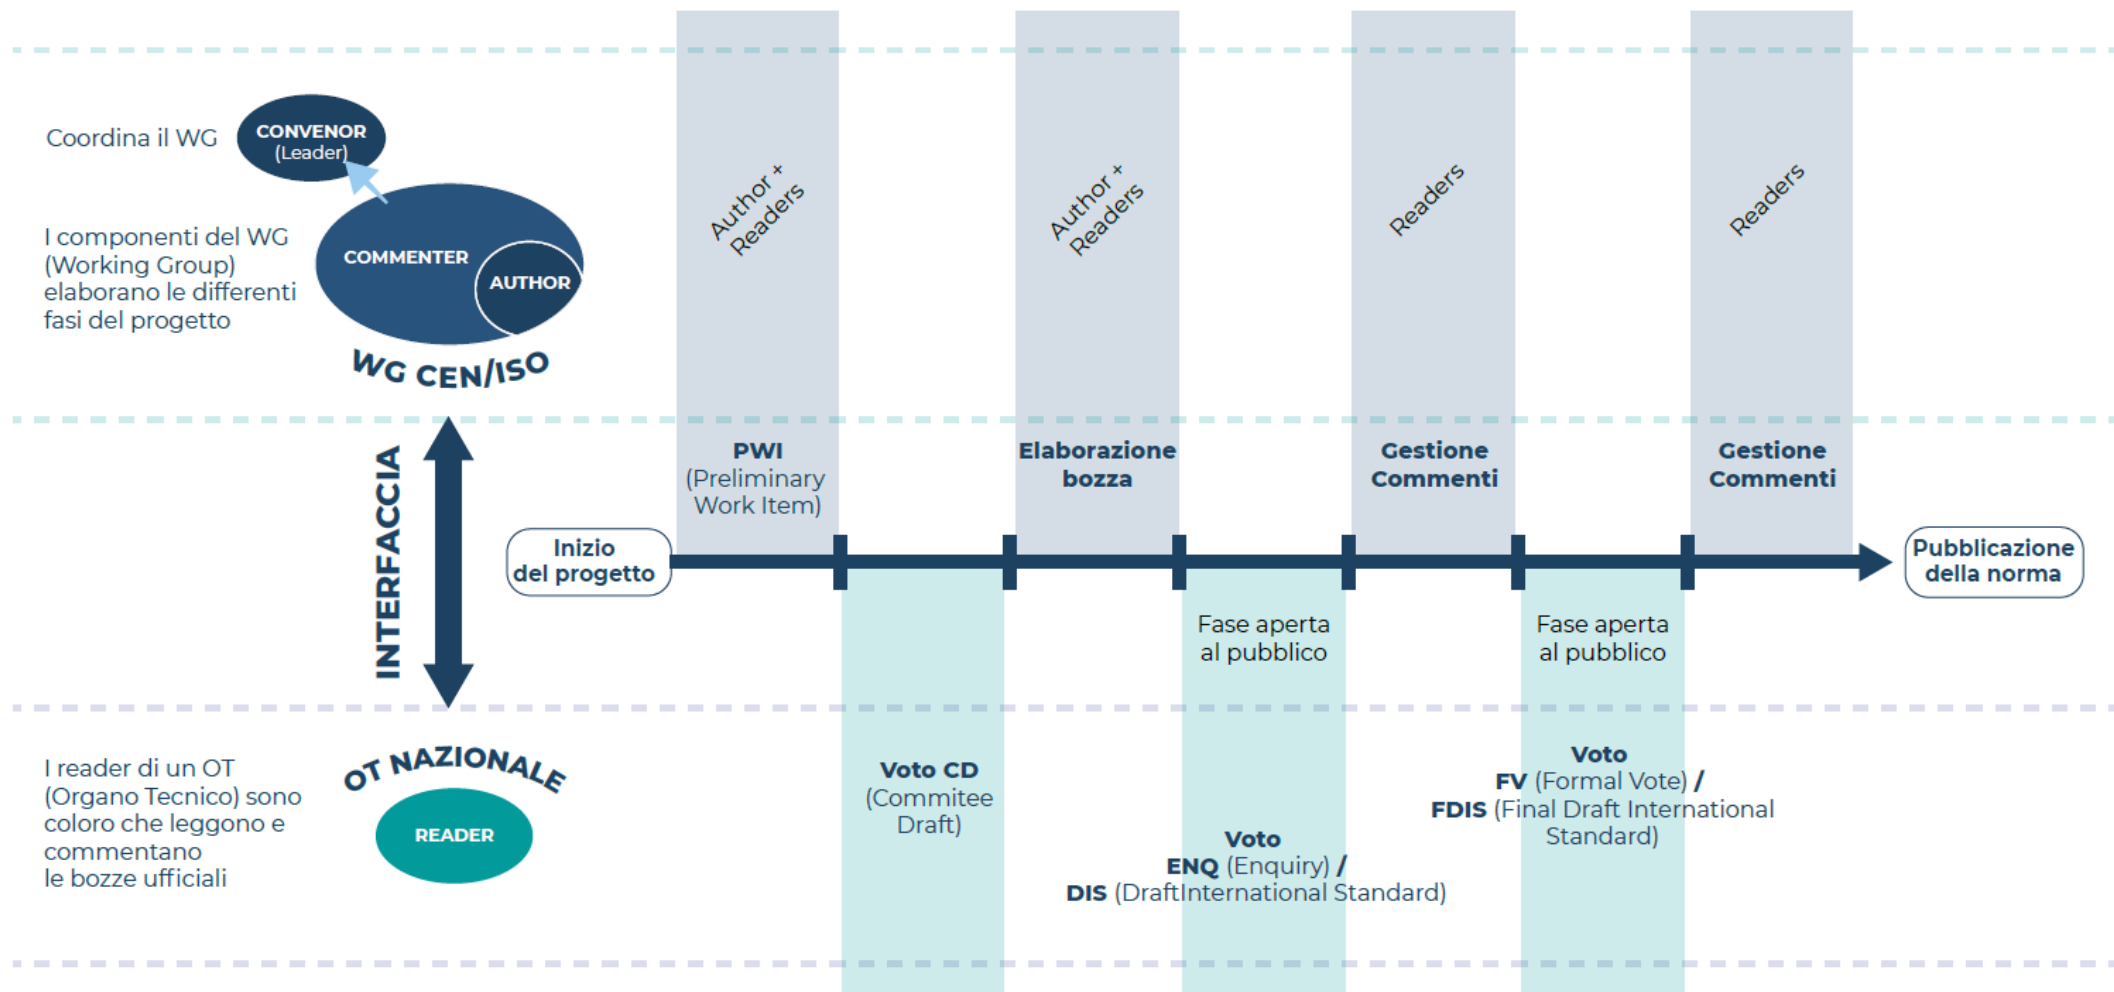 Coordina il WG
CONVENOR
(Leader)
I componenti del WG
(Working Group)
elaborano le differenti
fasi del progetto
COMMENTER
AUTHOR
WG CEN/ISO
Author +
Readers
Author +
Readers
Readers
Readers
INTERFACCIA
PWI
(Preliminary
Work Item)
Elaborazione
bozza
Gestione
Commenti
Gestione
Commenti
Inizio
del progetto
Pubblicazione
della norma
Fase aperta
al pubblico
Fase aperta
al pubblico
I reader di un OT
(Organo Tecnico) sono
coloro che leggono e
commentano
le bozze ufficiali
OT NAZIONALE
READER
Voto CD
(Commitee
Draft)
Voto
ENQ (Enquiry) /
DIS (DraftInternational Standard)
Voto
FV (Formal Vote) /
FDIS (Final Draft International
Standard)